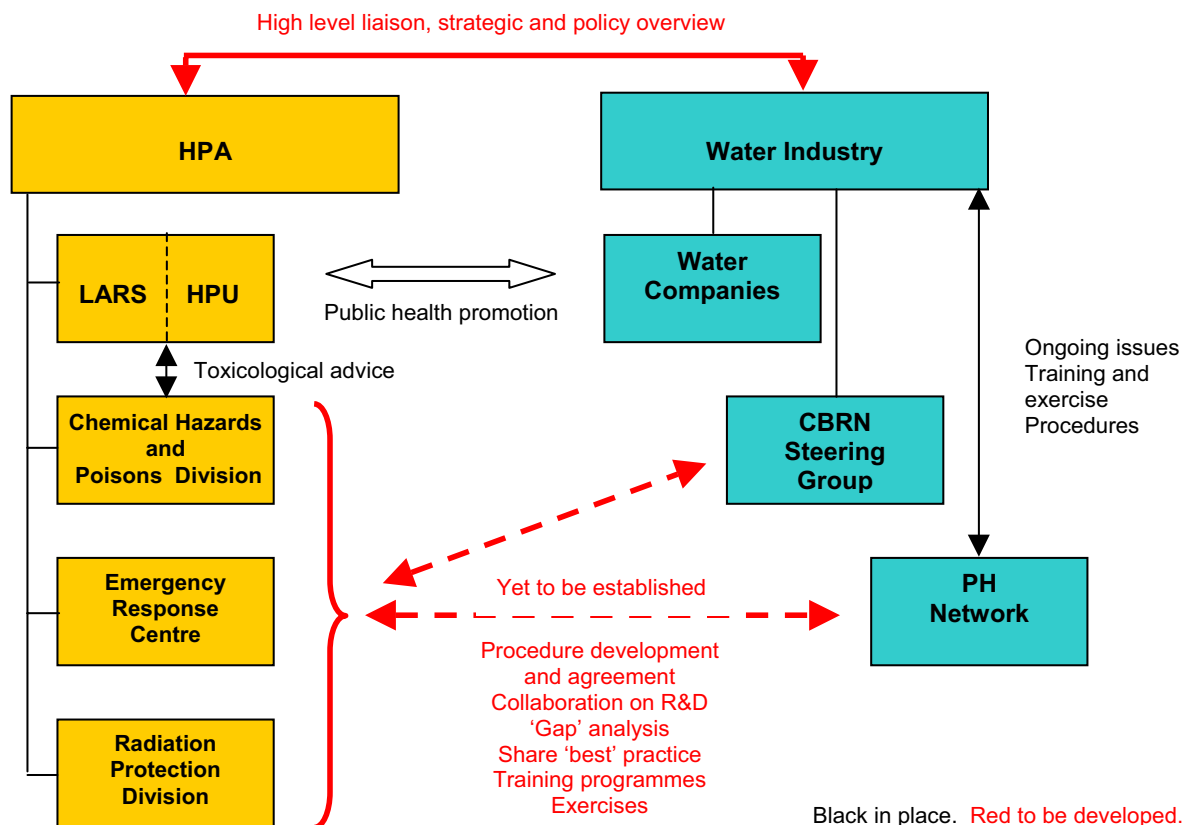 High level liaison, strategic and policy overview
HPA
Water Industry
LARS
HPU
Public health promotion
Water
Companies
Toxicological advice
Ongoing issues
Training and
exercise
Procedures
Chemical Hazards
and
Poisons Division
CBRN
Steering
Group
Emergency
Response
Centre
Yet to be established
PH
Network
Procedure development
and agreement
Collaboration on R&D
‘Gap’ analysis
Share ‘best’ practice
Training programmes
Exercises
Radiation
Protection
Division
Black in place. Red to be developed.